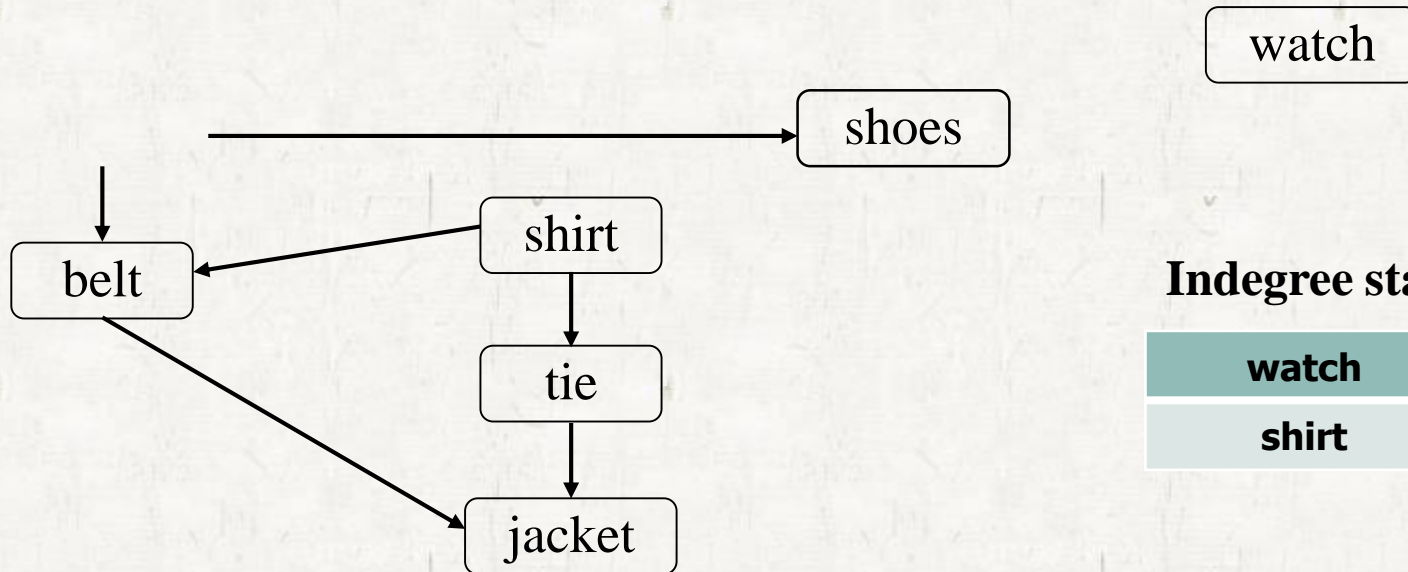 watch
shoes
shirt
belt
Indegree sta
watch
tie
shirt
jacket